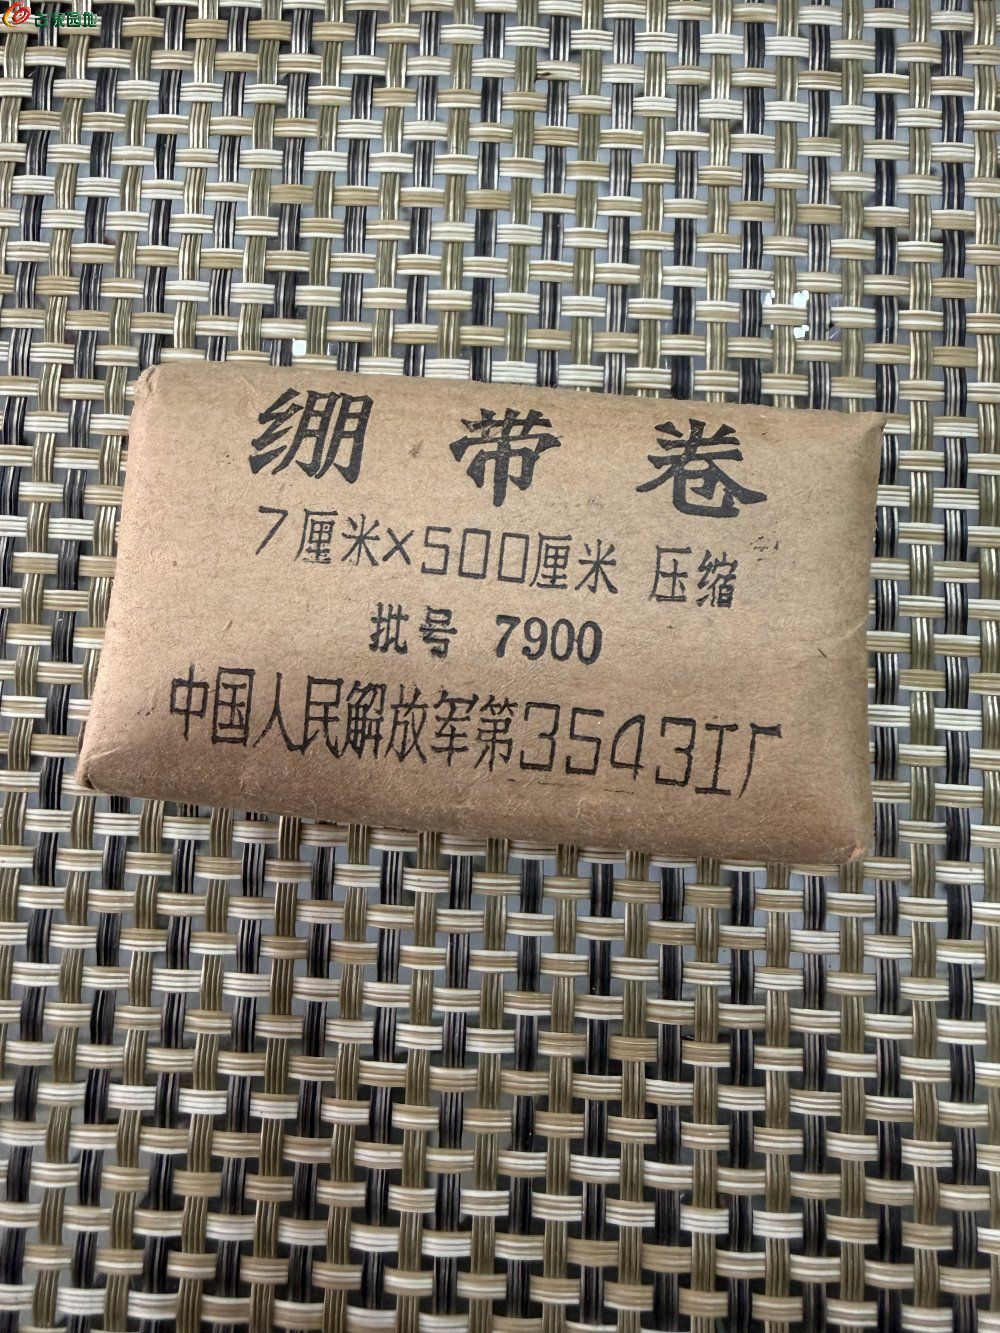 绷带卷
7厘米×500厘米 压缩
批号 7900
中国人民解放军第3543工厂